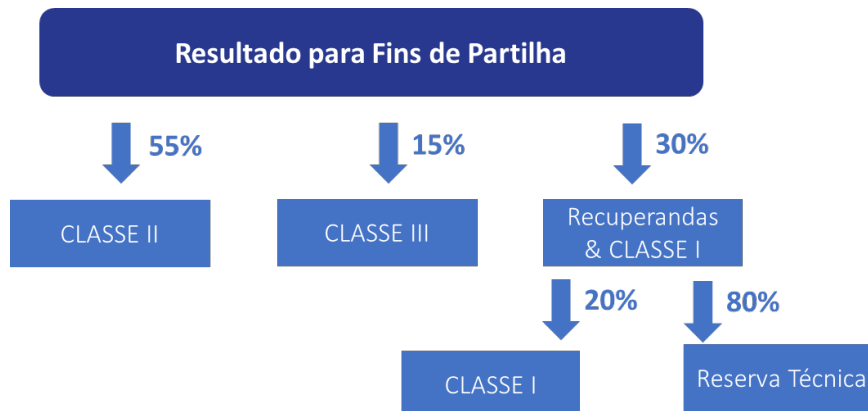 Resultado para Fins de Partilha
55%
15%
30%
CLASSE II
CLASSE III
Recuperandas
& CLASSE I
20%
80%
CLASSE I
Reserva Técnica